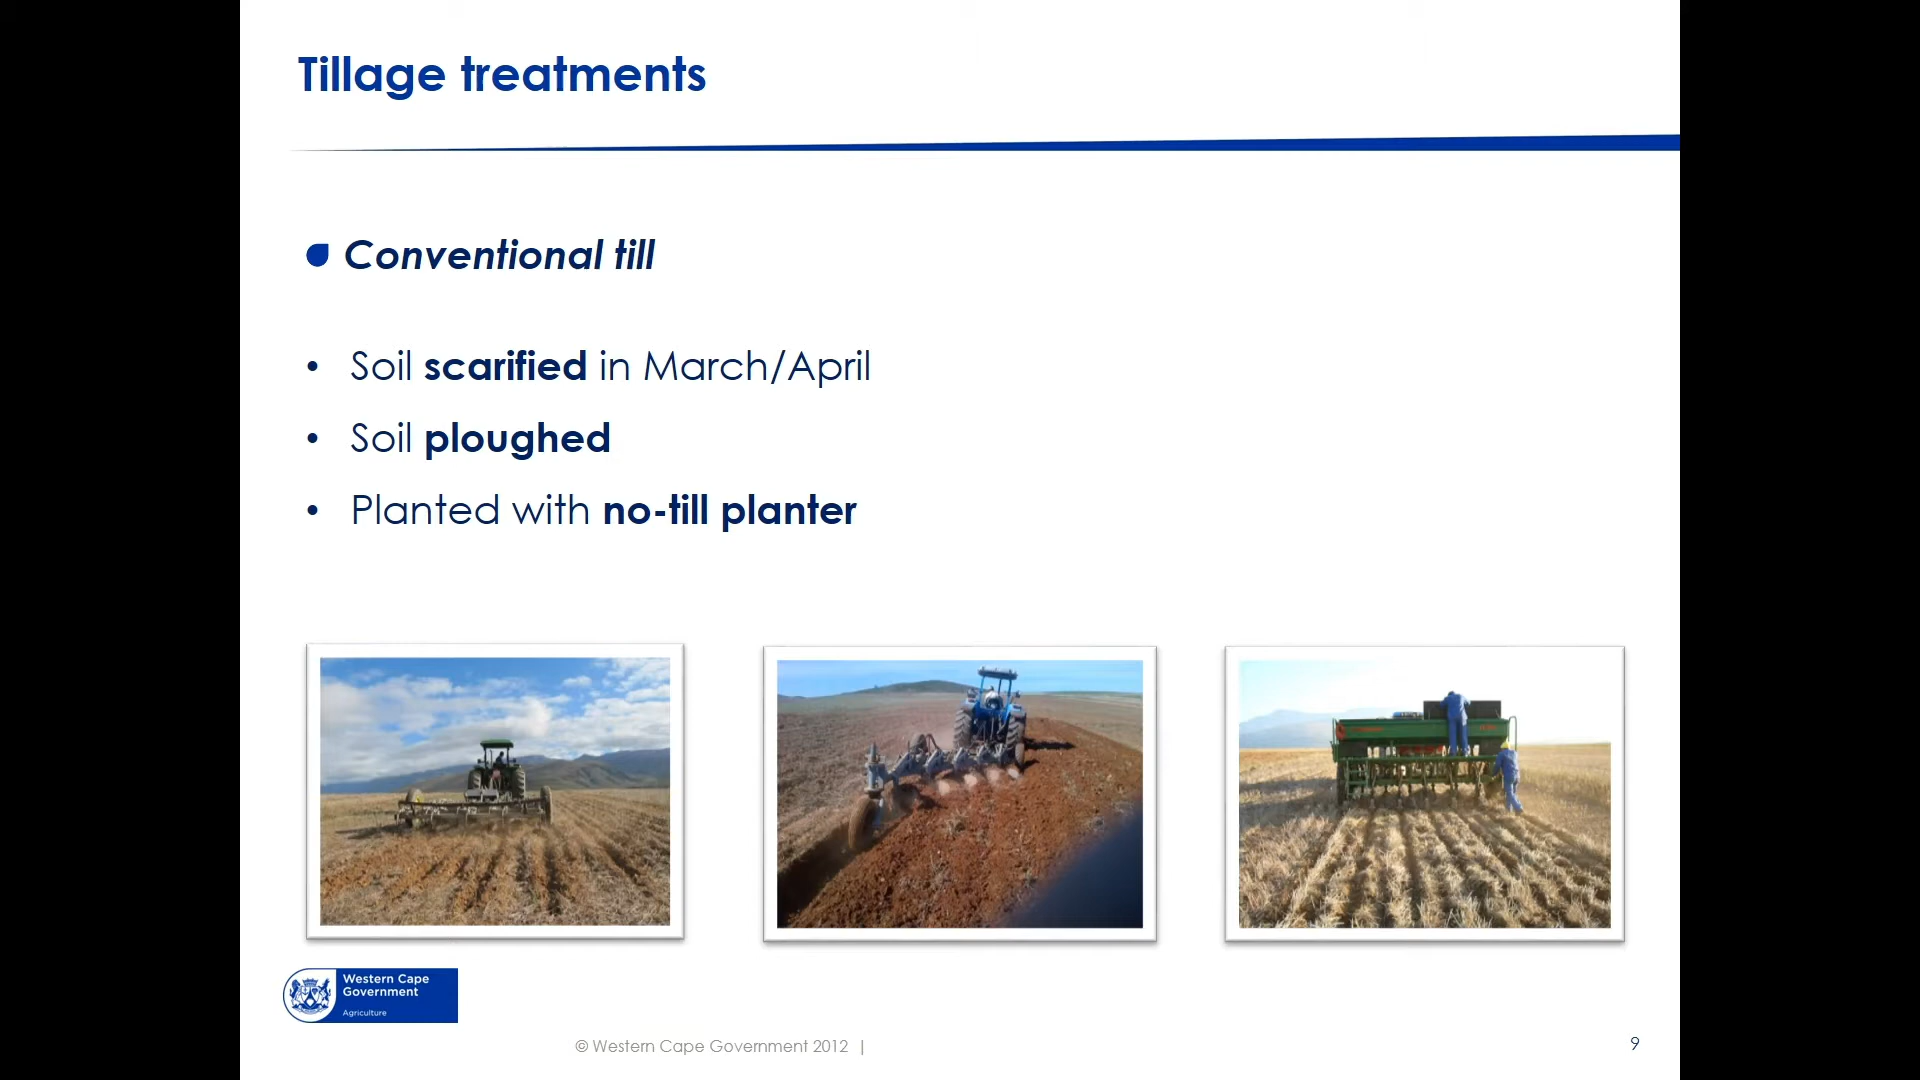 Tillage treatments
Conventional till
• Soil scarified in March/April
• Soil ploughed
• Planted with no-till planter
Western Cape
Government
Agriculture
© Western Cape Government 2012 |
9